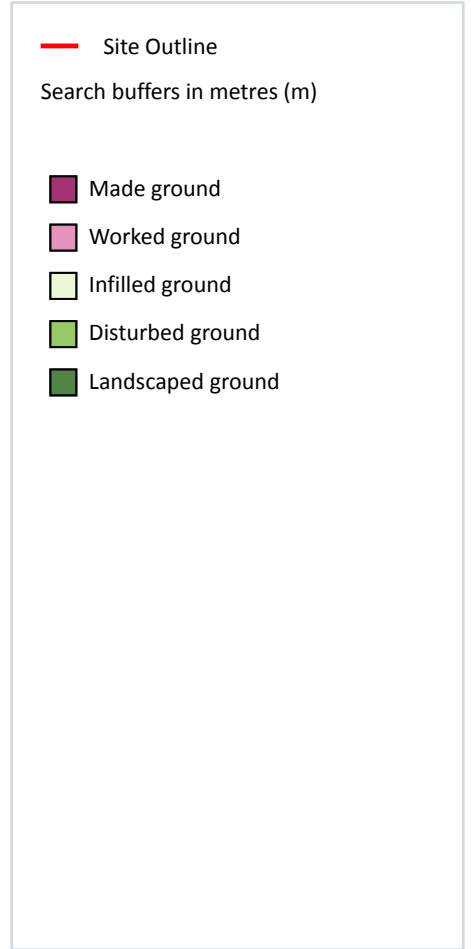 Site Outline
Search buffers in metres (m)
Made ground
Worked ground
Infilled ground
Disturbed ground
Landscaped ground